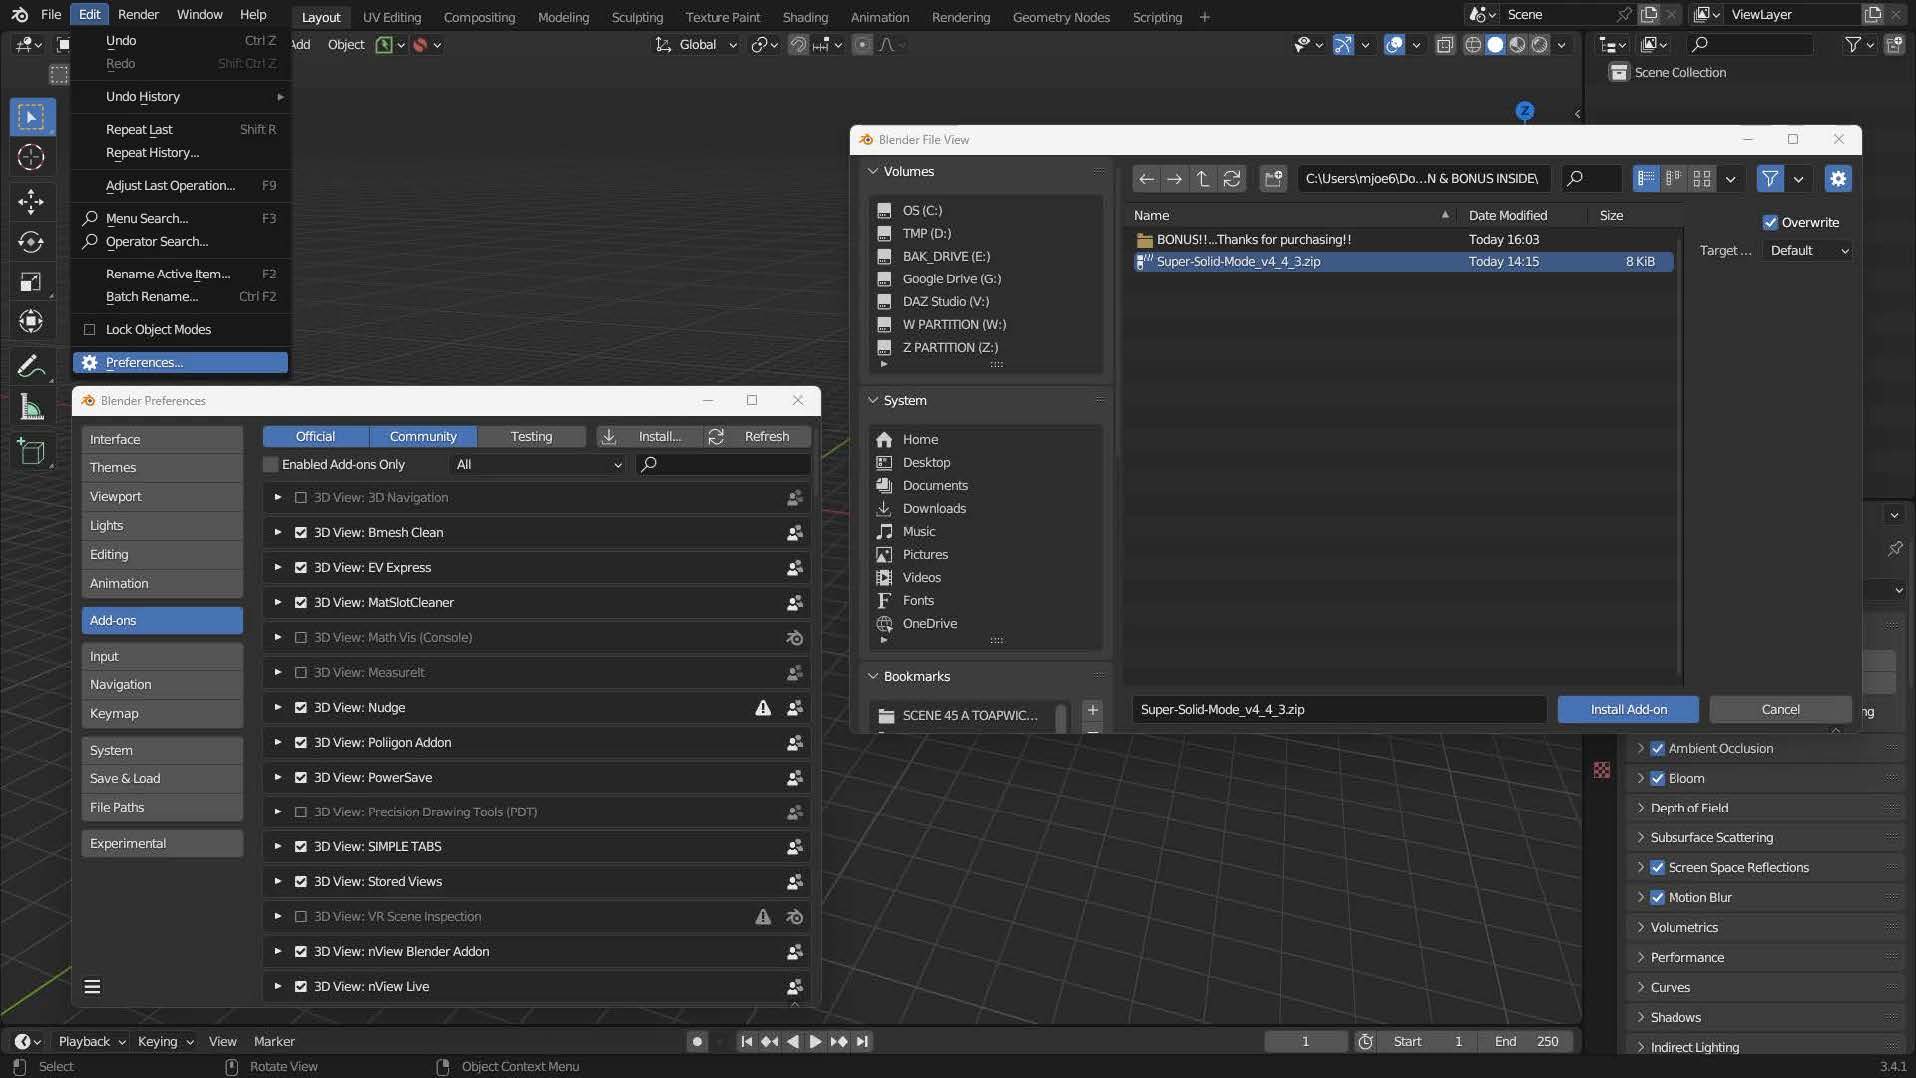 File Edit Render Window Help Layout UV Editing Compositing Modeling Sculpting Texture Paint Shading Animation Rendering Geometry Nodes Scripting + Scene ViewLayer
Add Object Global
Scene Collection
Undo Ctrl Z
Redo Shift Ctrl Z
Undo History
Repeat Last Shift R
Repeat History...
Adjust Last Operation... F9
Menu Search... F3
Operator Search...
Rename Active Item... F2
Batch Rename... Ctrl F2
Lock Object Modes
Preferences...
Z
Blender File View
Volumes
OS (C:)
TMP (D:)
BAK_DRIVE (E:)
Google Drive (G:)
DAZ Studio (V:)
W PARTITION (W:)
Z PARTITION (Z:)
System
Home
Desktop
Documents
Downloads
Music
Pictures
Videos
Fonts
OneDrive
Bookmarks
SCENE 45 A TOAPWIC...
C:\Users\mjoe6\Do...N & BONUS INSIDE\
Name Date Modified Size
BONUS!!...Thanks for purchasing!! Today 16:03
Super-Solid-Mode_v4_4_3.zip Today 14:15 8 KiB
Overwrite
Target ... Default
Super-Solid-Mode_v4_4_3.zip Install Add-on Cancel
Blender Preferences
Interface
Themes
Viewport
Lights
Editing
Animation
Add-ons
Input
Navigation
Keymap
System
Save & Load
File Paths
Experimental
Official Community Testing Install... Refresh
Enabled Add-ons Only All
3D View: 3D Navigation
3D View: Bmesh Clean
3D View: EV Express
3D View: MatSlotCleaner
3D View: Math Vis (Console)
3D View: MeasureIt
3D View: Nudge
3D View: Poliigon Addon
3D View: PowerSave
3D View: Precision Drawing Tools (PDT)
3D View: SIMPLE TABS
3D View: Stored Views
3D View: VR Scene Inspection
3D View: nView Blender Addon
3D View: nView Live
ng
Ambient Occlusion
Bloom
Depth of Field
Subsurface Scattering
Screen Space Reflections
Motion Blur
Volumetrics
Performance
Curves
Shadows
Indirect Lighting
Playback Keying View Marker 1 Start 1 End 250
Select Rotate View Object Context Menu 3.4.1